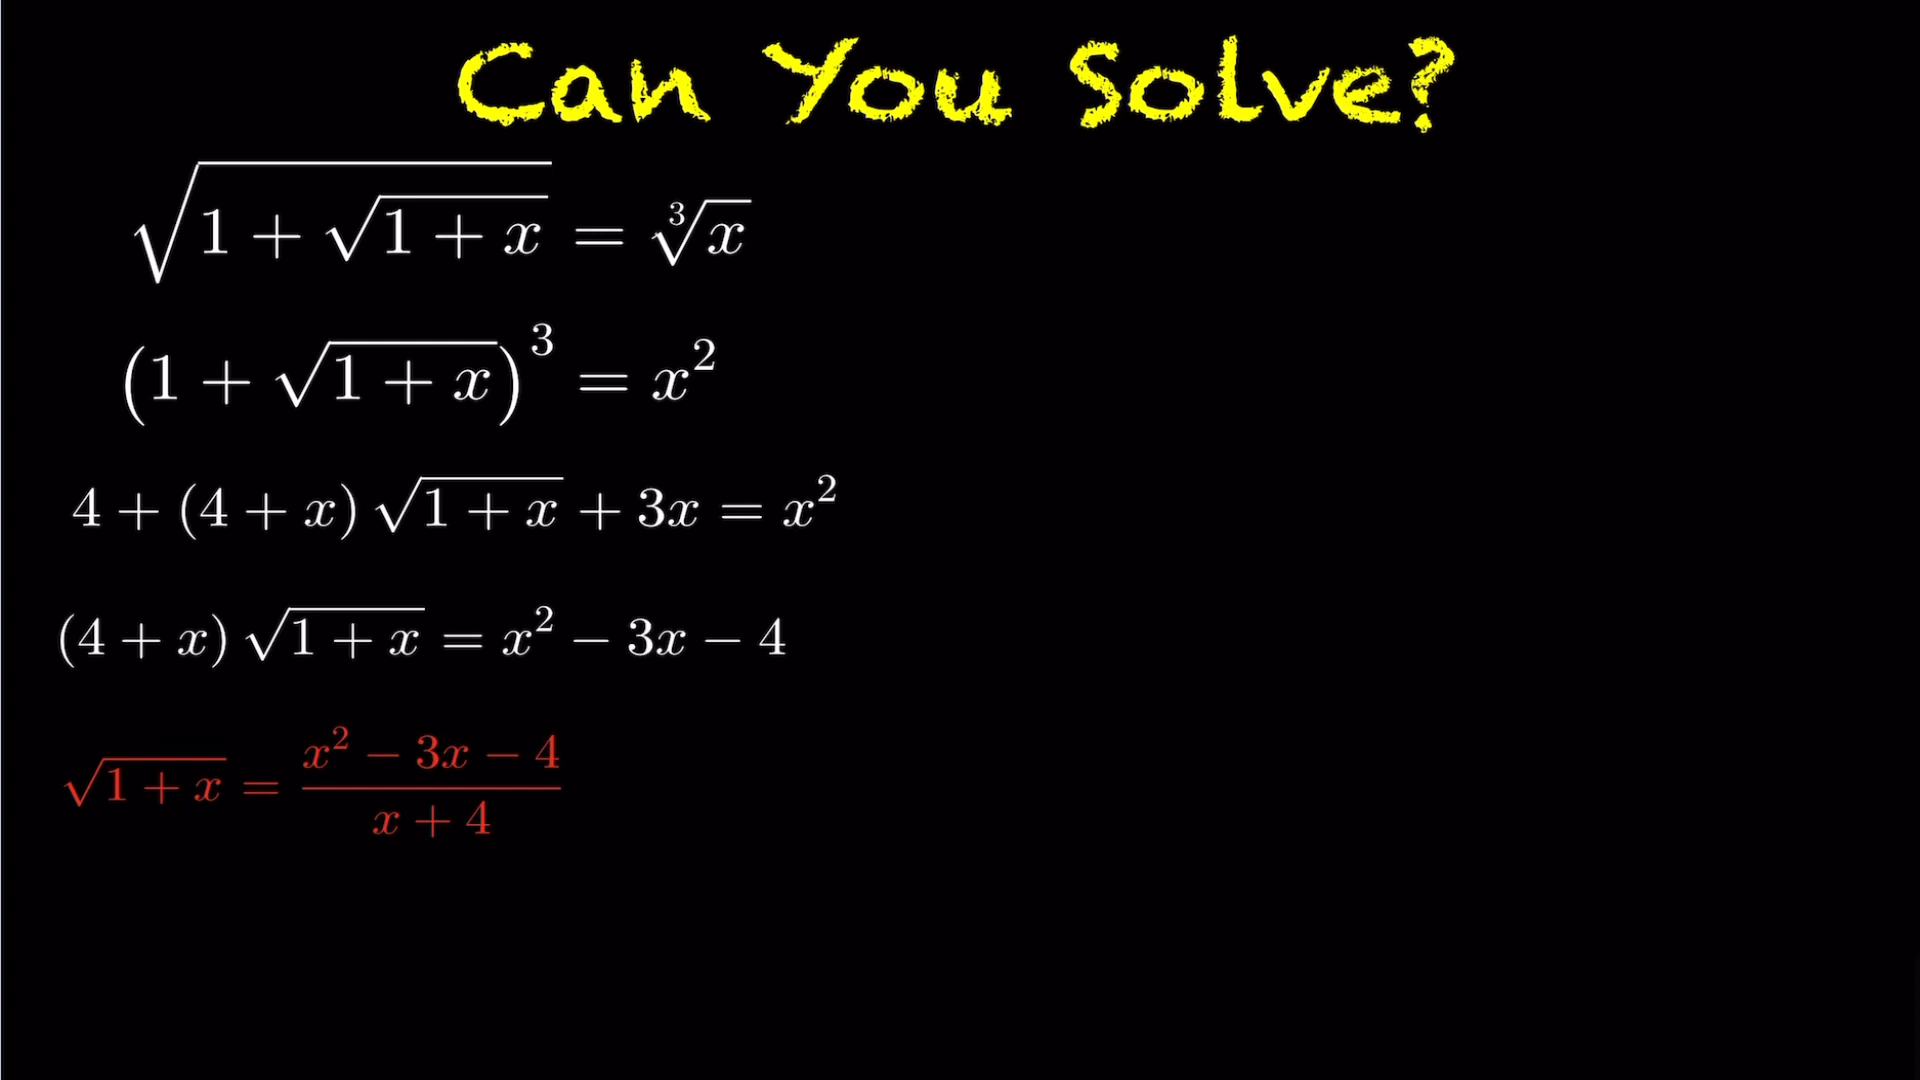 Can You Solve?
√(1 + √(1 + x)) = ∛x
(1 + √(1 + x))³ = x²
4 + (4 + x) √(1 + x) + 3x = x²
(4 + x) √(1 + x) = x² − 3x − 4
√(1 + x) = (x² − 3x − 4)/(x + 4)